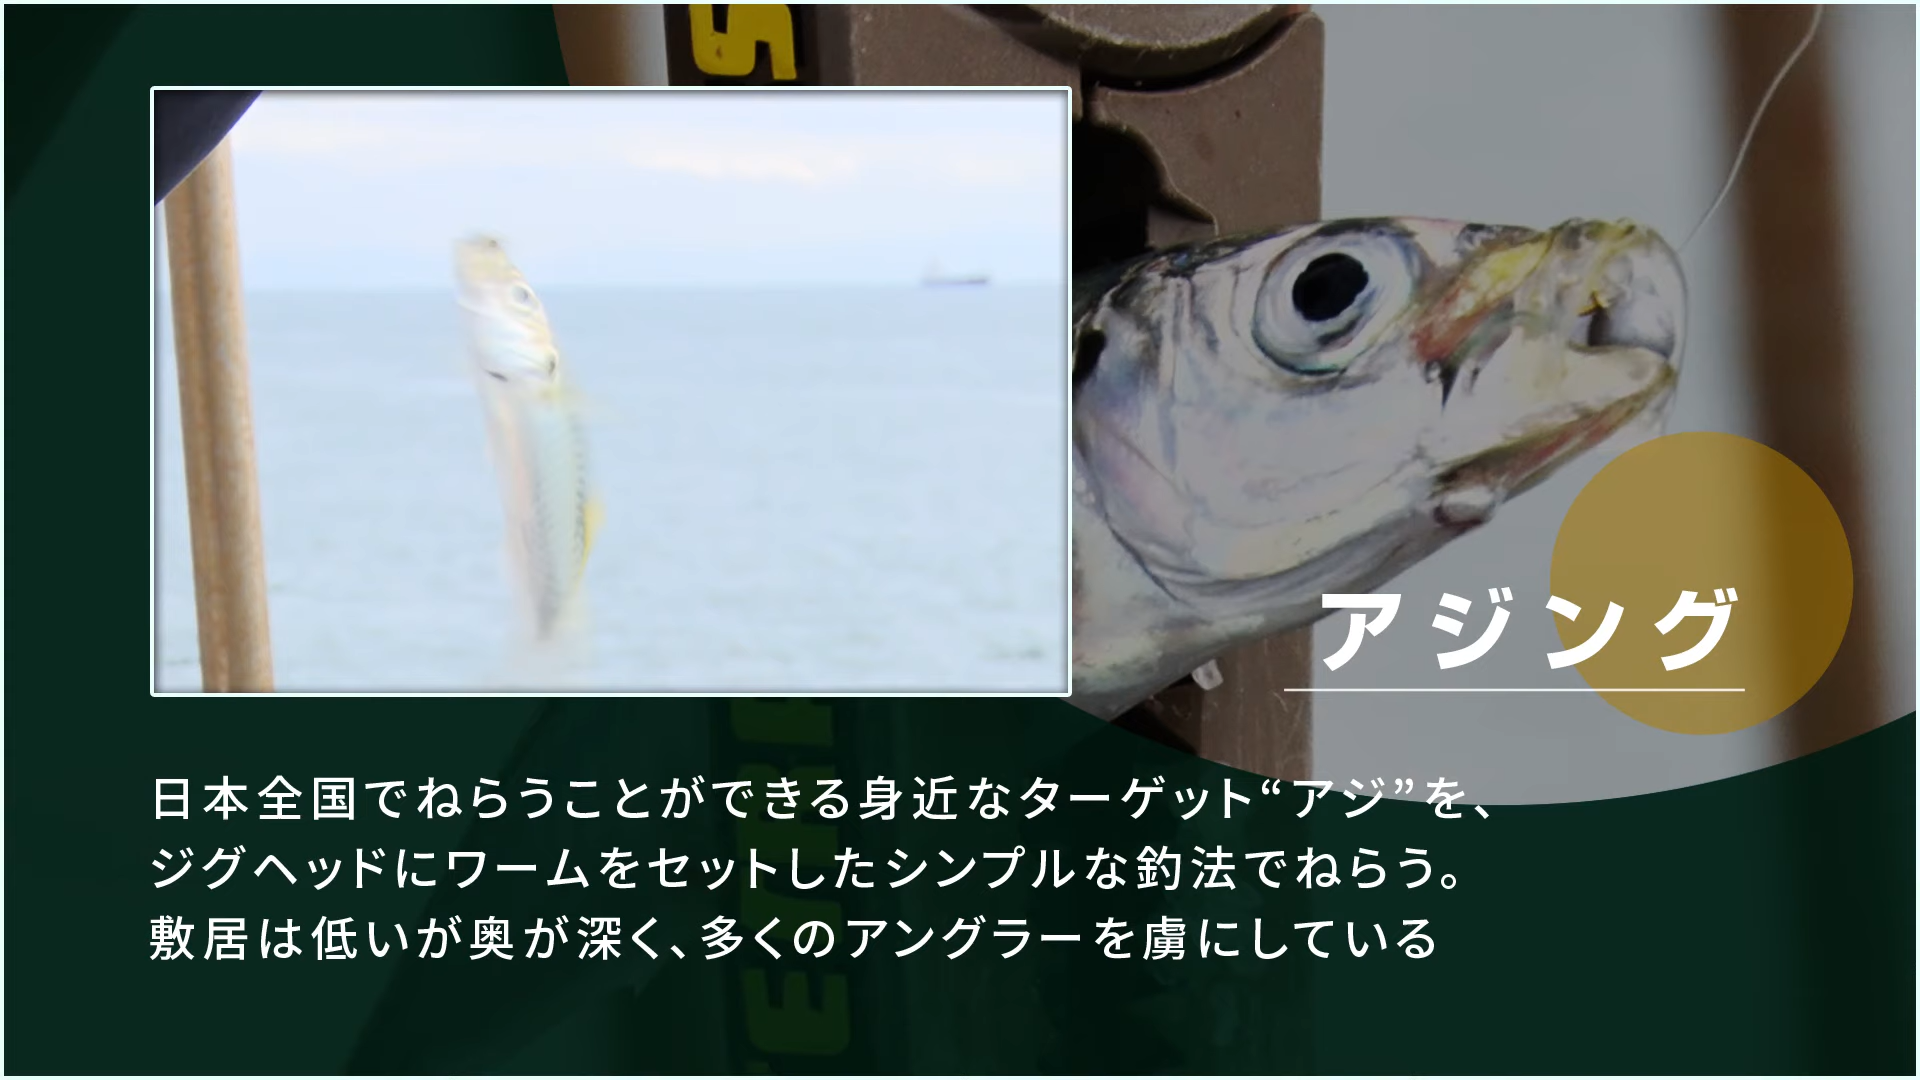 アジング
日本全国でねらうことができる身近なターゲット“アジ”を、
ジグヘッドにワームをセットしたシンプルな釣法でねらう。
敷居は低いが奥が深く、多くのアングラーを虜にしている